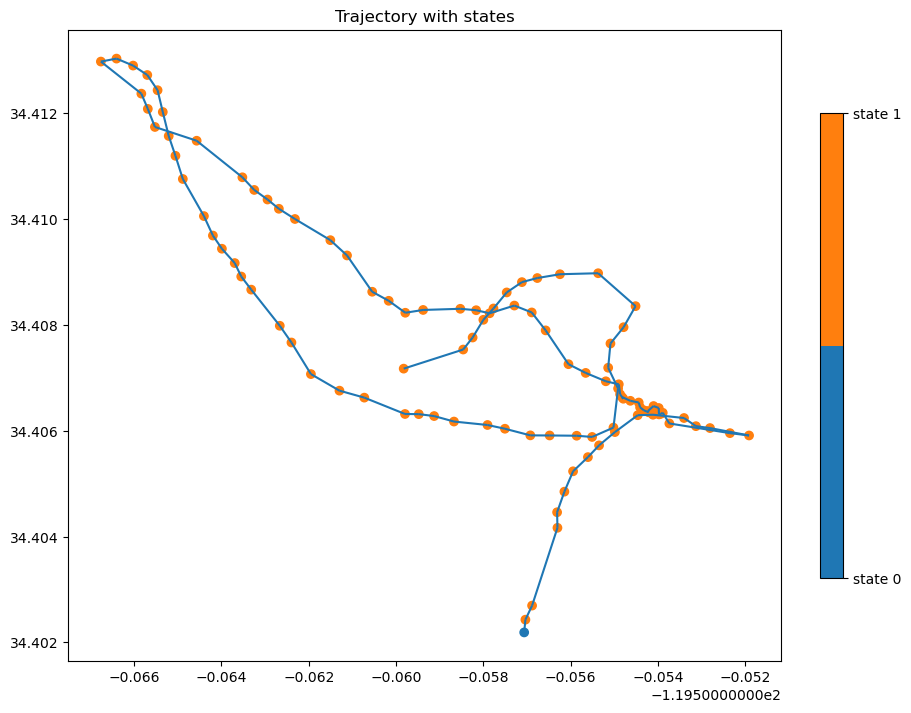 Trajectory with states
34.412
34.410
34.408
34.406
34.404
34.402
−0.066 −0.064 −0.062 −0.060 −0.058 −0.056 −0.054 −0.052
−1.1950000000e2
state 1
state 0